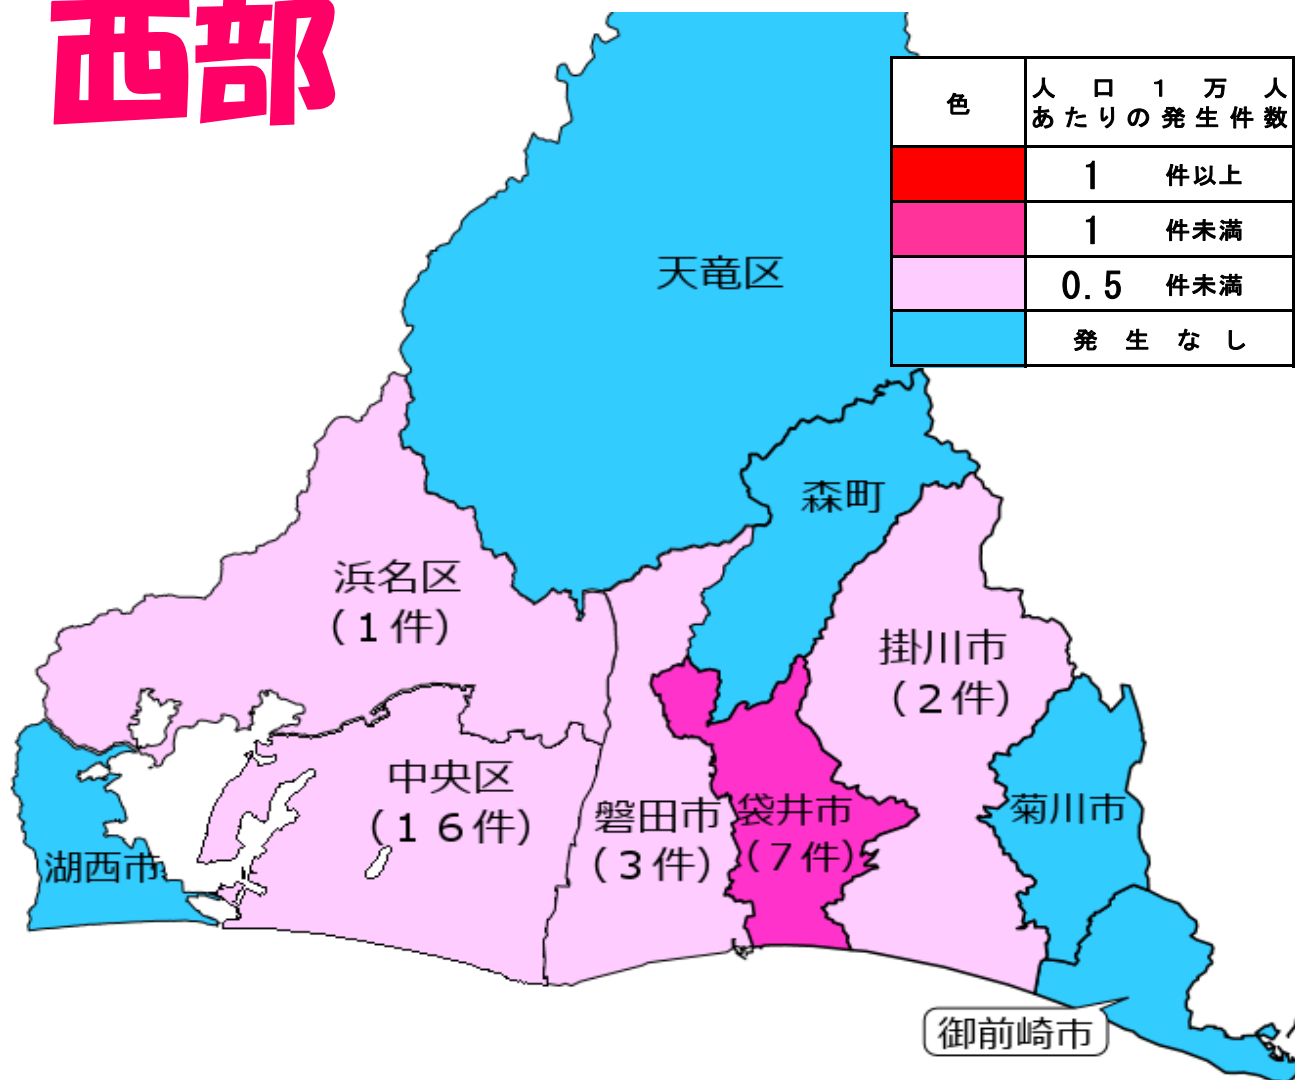 西部
色
人口1万人
あたりの発生件数
1 件以上
1 件未満
0.5 件未満
発生なし
天竜区
森町
浜名区
(1件)
掛川市
(2件)
中央区
(16件)
磐田市
(3件)
袋井市
(7件)
菊川市
湖西市
御前崎市